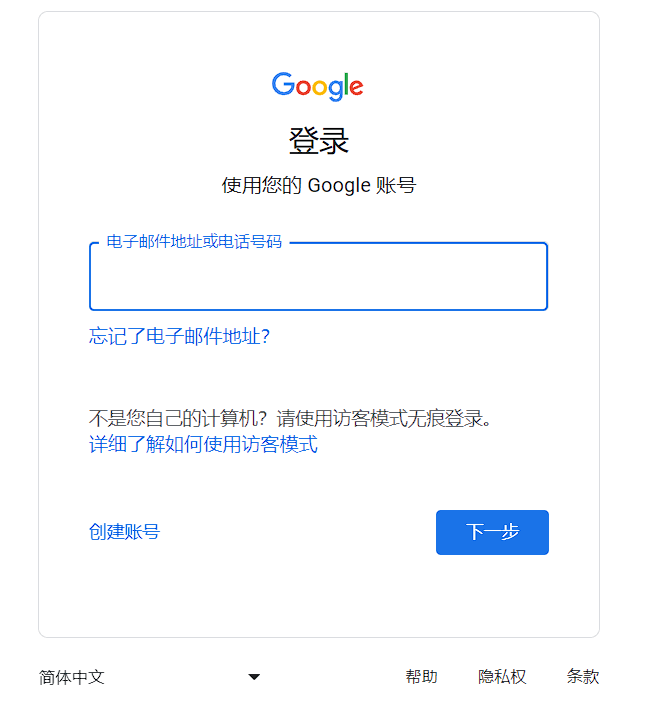 Google
登录
使用您的 Google 账号
电子邮件地址或电话号码
忘记了电子邮件地址?
不是您自己的计算机？请使用访客模式无痕登录。
详细了解如何使用访客模式
创建账号
下一步
简体中文
帮助
隐私权
条款